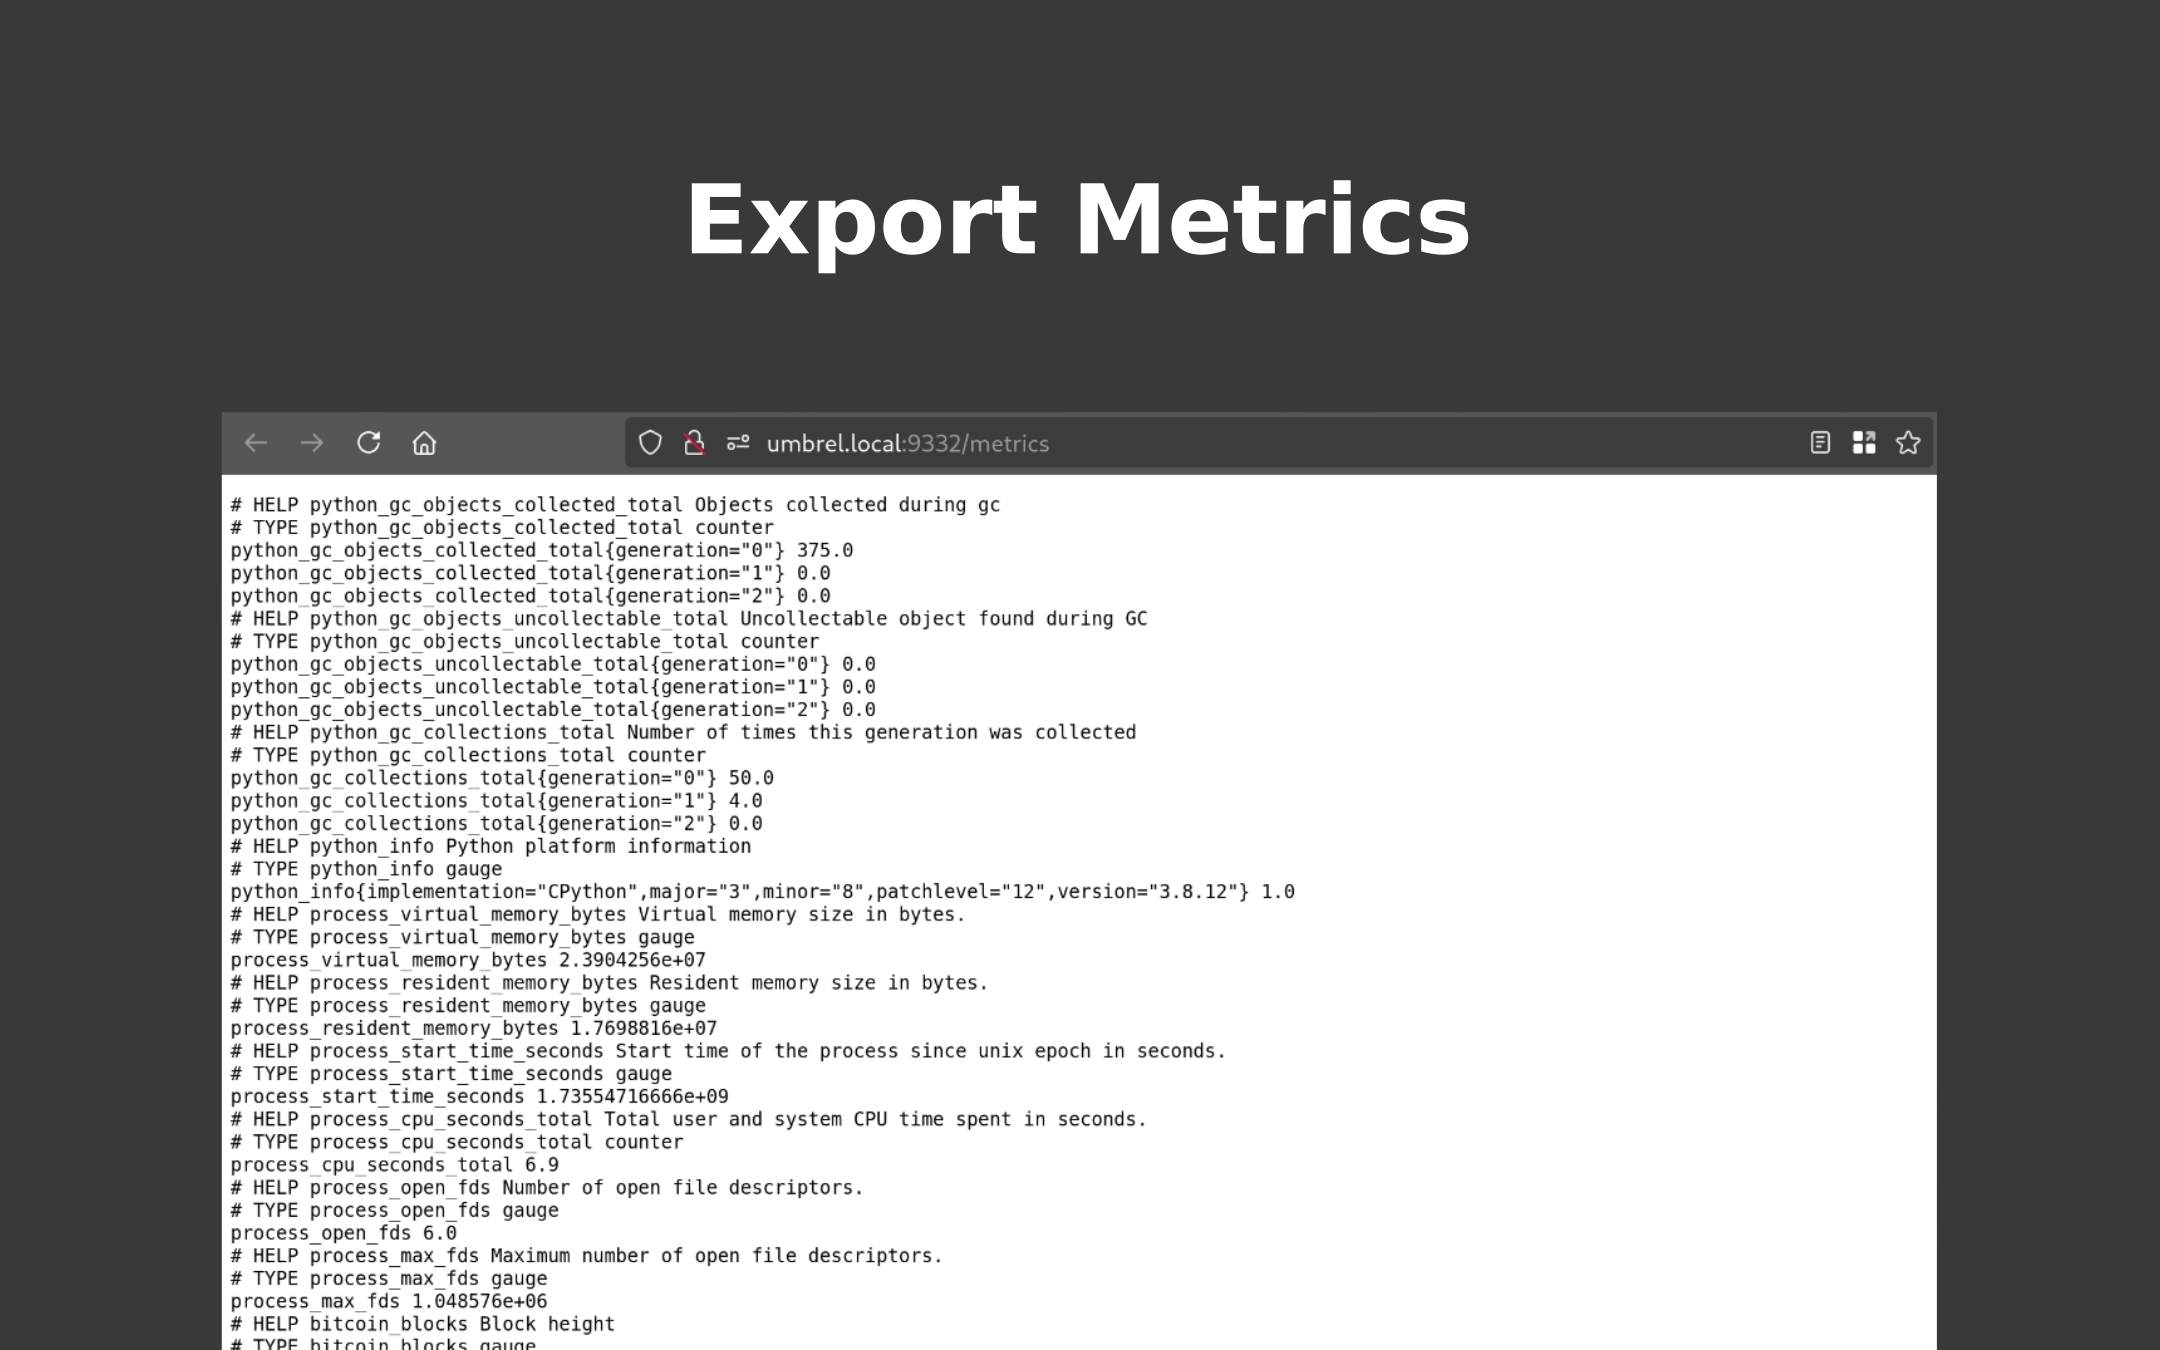 Export Metrics
umbrel.local:9332/metrics
# HELP python_gc_objects_collected_total Objects collected during gc
# TYPE python_gc_objects_collected_total counter
python_gc_objects_collected_total{generation="0"} 375.0
python_gc_objects_collected_total{generation="1"} 0.0
python_gc_objects_collected_total{generation="2"} 0.0
# HELP python_gc_objects_uncollectable_total Uncollectable object found during GC
# TYPE python_gc_objects_uncollectable_total counter
python_gc_objects_uncollectable_total{generation="0"} 0.0
python_gc_objects_uncollectable_total{generation="1"} 0.0
python_gc_objects_uncollectable_total{generation="2"} 0.0
# HELP python_gc_collections_total Number of times this generation was collected
# TYPE python_gc_collections_total counter
python_gc_collections_total{generation="0"} 50.0
python_gc_collections_total{generation="1"} 4.0
python_gc_collections_total{generation="2"} 0.0
# HELP python_info Python platform information
# TYPE python_info gauge
python_info{implementation="CPython",major="3",minor="8",patchlevel="12",version="3.8.12"} 1.0
# HELP process_virtual_memory_bytes Virtual memory size in bytes.
# TYPE process_virtual_memory_bytes gauge
process_virtual_memory_bytes 2.3904256e+07
# HELP process_resident_memory_bytes Resident memory size in bytes.
# TYPE process_resident_memory_bytes gauge
process_resident_memory_bytes 1.7698816e+07
# HELP process_start_time_seconds Start time of the process since unix epoch in seconds.
# TYPE process_start_time_seconds gauge
process_start_time_seconds 1.73554716666e+09
# HELP process_cpu_seconds_total Total user and system CPU time spent in seconds.
# TYPE process_cpu_seconds_total counter
process_cpu_seconds_total 6.9
# HELP process_open_fds Number of open file descriptors.
# TYPE process_open_fds gauge
process_open_fds 6.0
# HELP process_max_fds Maximum number of open file descriptors.
# TYPE process_max_fds gauge
process_max_fds 1.048576e+06
# HELP bitcoin_blocks Block height
# TYPE bitcoin_blocks gauge